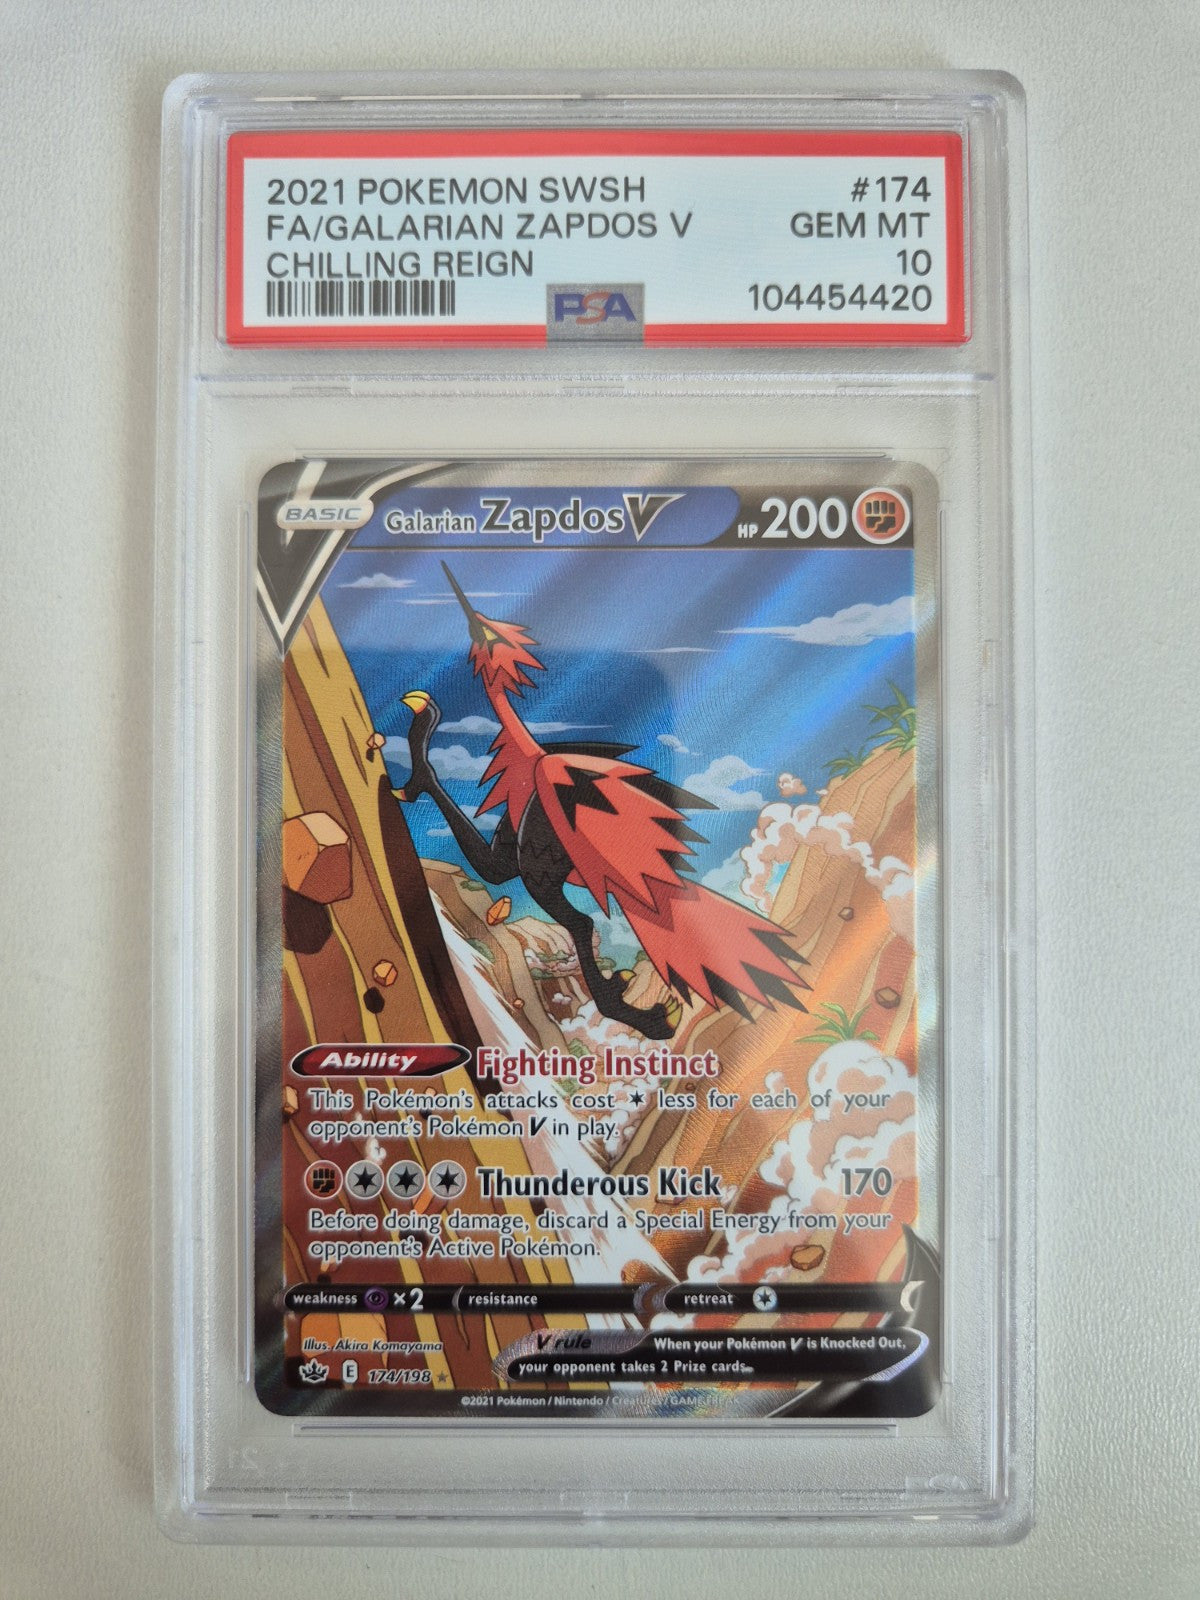 2021 POKEMON SWSH #174
FA/GALARIAN ZAPDOS V GEM MT
CHILLING REIGN 10
PSA 104454420
BASIC Galarian Zapdos V HP 200
Ability Fighting Instinct
This Pokémon's attacks cost less for each of your
opponent's Pokémon V in play.
Thunderous Kick 170
Before doing damage, discard a Special Energy from your
opponent's Active Pokémon.
weakness ×2 resistance retreat
Illus. Akira Komayama
V rule When your Pokémon V is Knocked Out,
your opponent takes 2 Prize cards.
E 174/198
©2021 Pokémon / Nintendo / Creatures / GAME FREAK